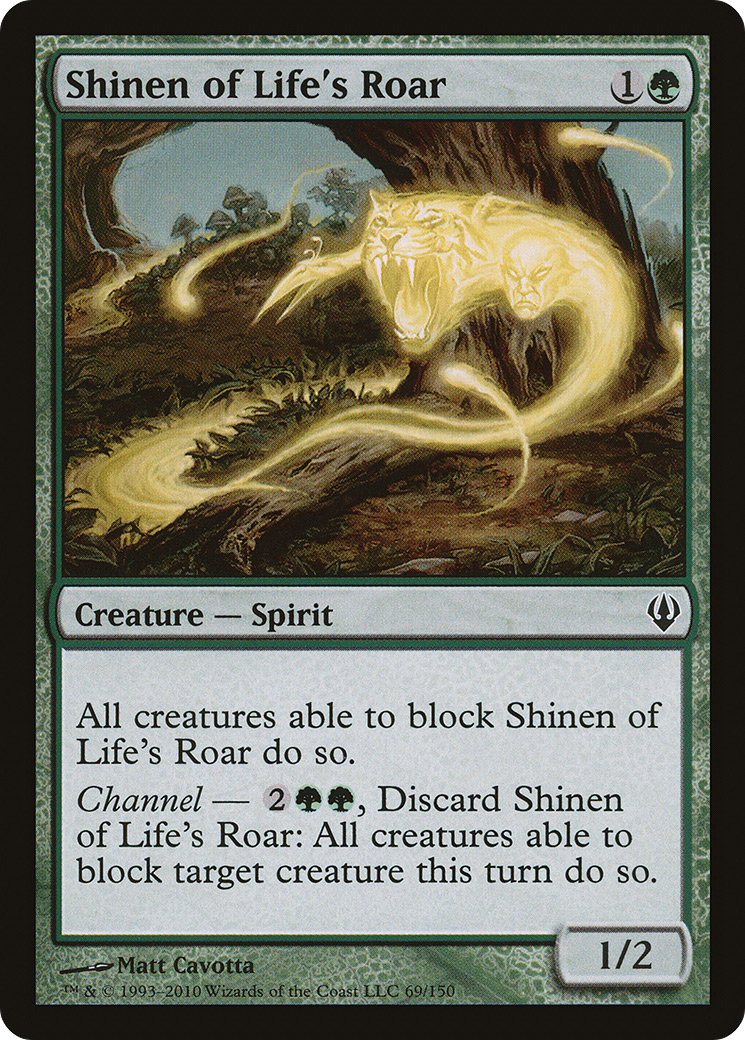 Shinen of Life's Roar 1
Creature — Spirit
All creatures able to block Shinen of
Life's Roar do so.
Channel — 2, Discard Shinen
of Life's Roar: All creatures able to
block target creature this turn do so.
1/2
Matt Cavotta
™ & © 1993–2010 Wizards of the Coast LLC 69/150